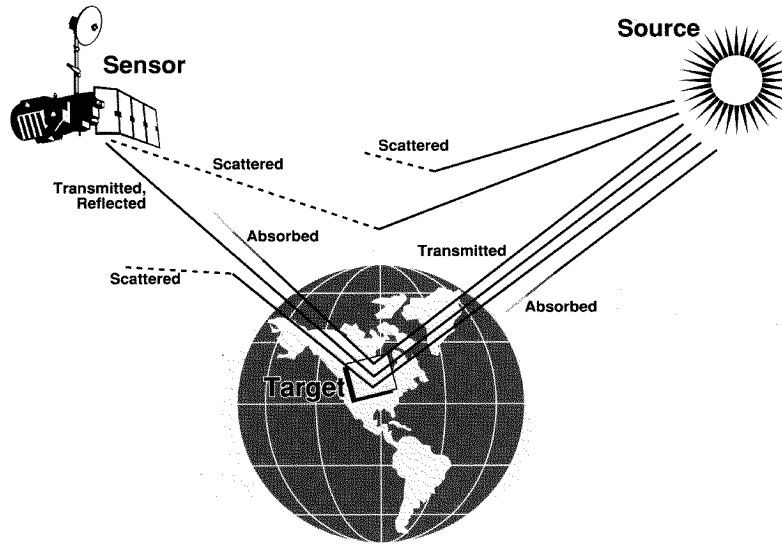 Source
Sensor
Scattered
Scattered
Transmitted,
Reflected
Absorbed
Transmitted
Scattered
Absorbed
Target